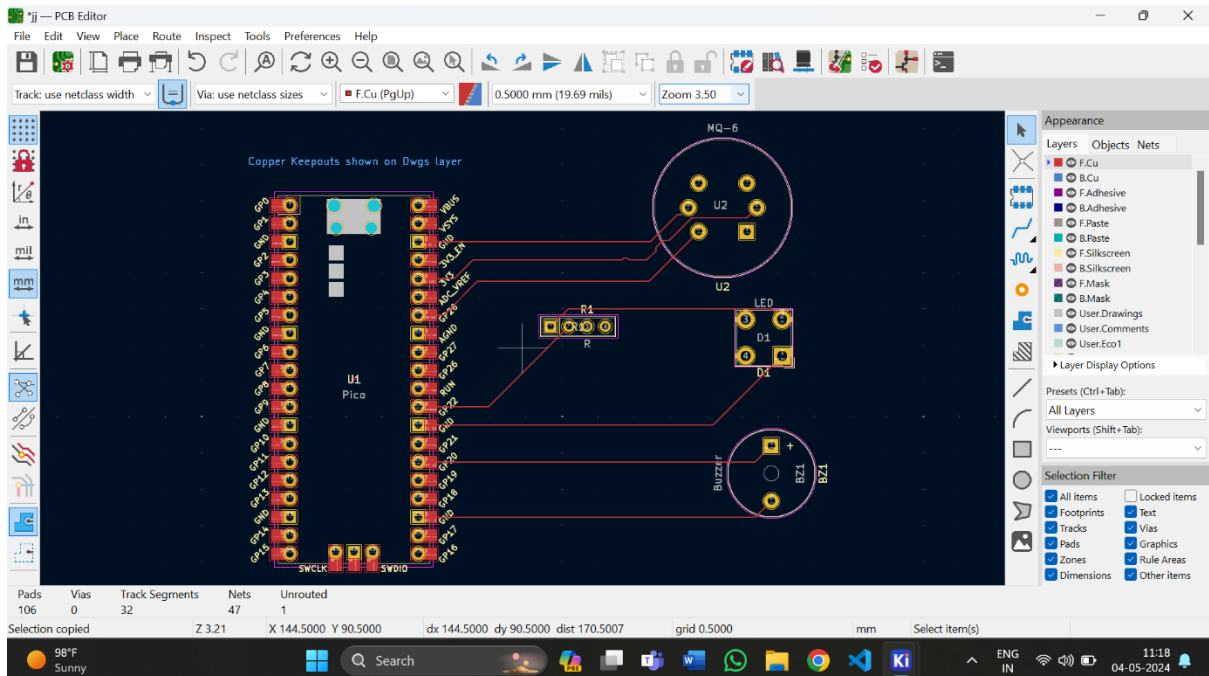 *jj — PCB Editor
File Edit View Place Route Inspect Tools Preferences Help
Track: use netclass width
Via: use netclass sizes
F.Cu (PgUp)
0.5000 mm (19.69 mils)
Zoom 3.50
in
mil
mm
Copper Keepouts shown on Dwgs layer
GP0
GP1
GND
GP2
GP3
GP4
GP5
GND
GP6
GP7
GP8
GP9
GND
GP10
GP11
GP12
GP13
GND
GP14
GP15
VBUS
VSYS
GND
3V3_EN
3V3
ADC_VREF
GP28
AGND
GP27
GP26
RUN
GP22
GND
GP21
GP20
GP19
GP18
GND
GP17
GP16
U1
Pico
SWCLK SWDIO
MQ-6
U2
U2
R1
R
LED
3
D1
4
D1
Buzzer
+
BZ1
BZ1
Appearance
Layers Objects Nets
F.Cu
B.Cu
F.Adhesive
B.Adhesive
F.Paste
B.Paste
F.Silkscreen
B.Silkscreen
F.Mask
B.Mask
User.Drawings
User.Comments
User.Eco1
Layer Display Options
Presets (Ctrl+Tab):
All Layers
Viewports (Shift+Tab):
---
Selection Filter
All items Locked items
Footprints Text
Tracks Vias
Pads Graphics
Zones Rule Areas
Dimensions Other items
Pads Vias Track Segments Nets Unrouted
106 0 32 47 1
Selection copied Z 3.21 X 144.5000 Y 90.5000 dx 144.5000 dy 90.5000 dist 170.5007 grid 0.5000 mm Select item(s)
98°F
Sunny
Search
PRE
Ki
ENG
IN
11:18
04-05-2024